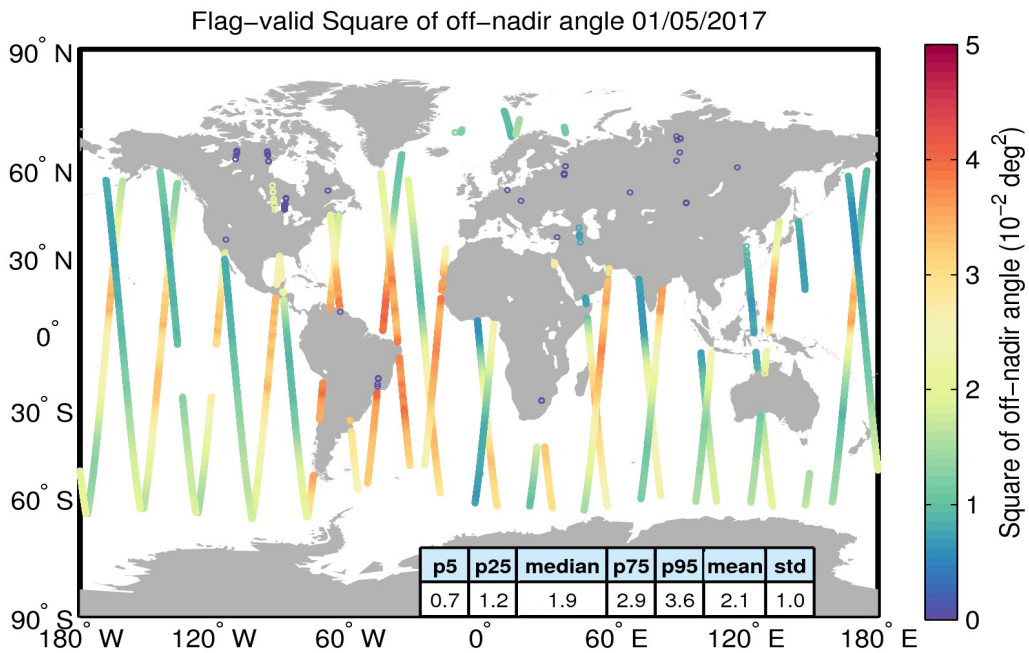 Flag−valid Square of off−nadir angle 01/05/2017
90° N
60° N
30° N
0°
30° S
60° S
90° S
180° W
120° W
60° W
0°
60° E
120° E
180° E
p5 p25 median p75 p95 mean std
0.7 1.2 1.9 2.9 3.6 2.1 1.0
5
4
3
2
1
0
Square of off−nadir angle (10⁻² deg²)